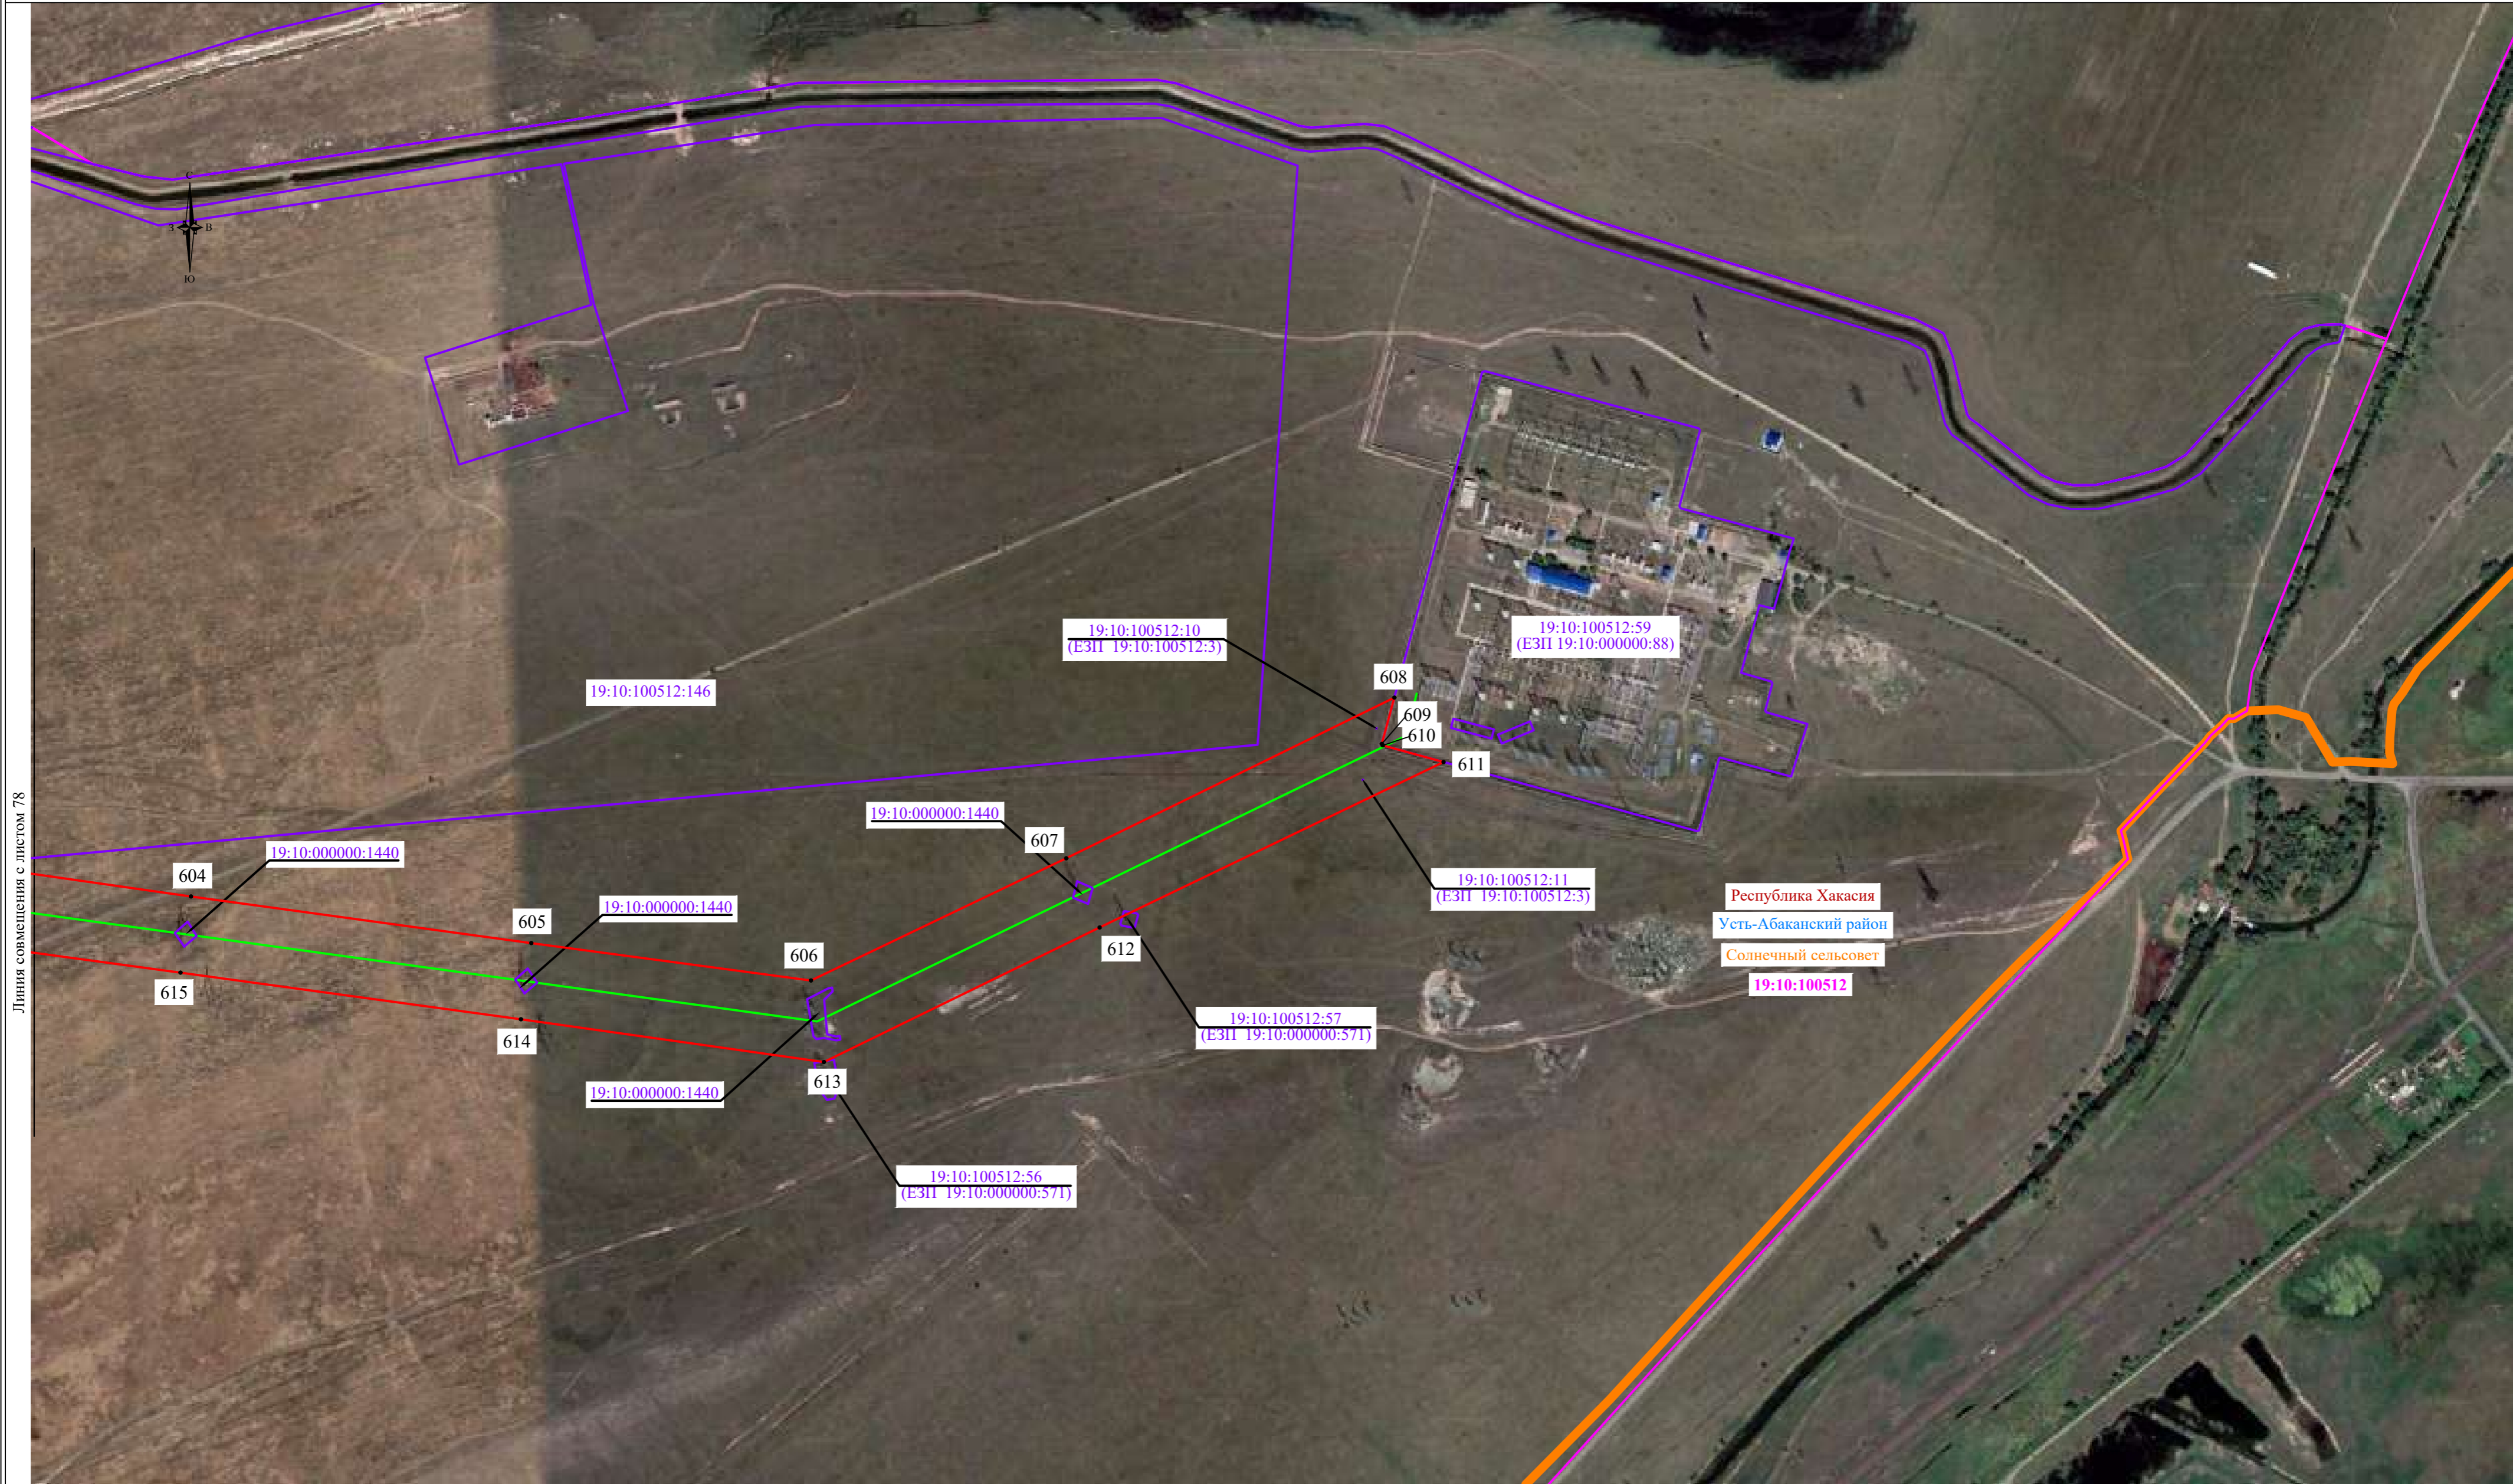 С
З В
Ю
19:10:100512:10
(ЕЗП 19:10:100512:3)
19:10:100512:59
(ЕЗП 19:10:000000:88)
19:10:100512:146
608
609
610
611
19:10:000000:1440
607
19:10:000000:1440
604
19:10:100512:11
(ЕЗП 19:10:100512:3)
19:10:000000:1440
605
Республика Хакасия
Усть-Абаканский район
Солнечный сельсовет
19:10:100512
612
606
615
19:10:100512:57
(ЕЗП 19:10:000000:571)
614
613
19:10:000000:1440
19:10:100512:56
(ЕЗП 19:10:000000:571)
Линия совмещения с листом 78